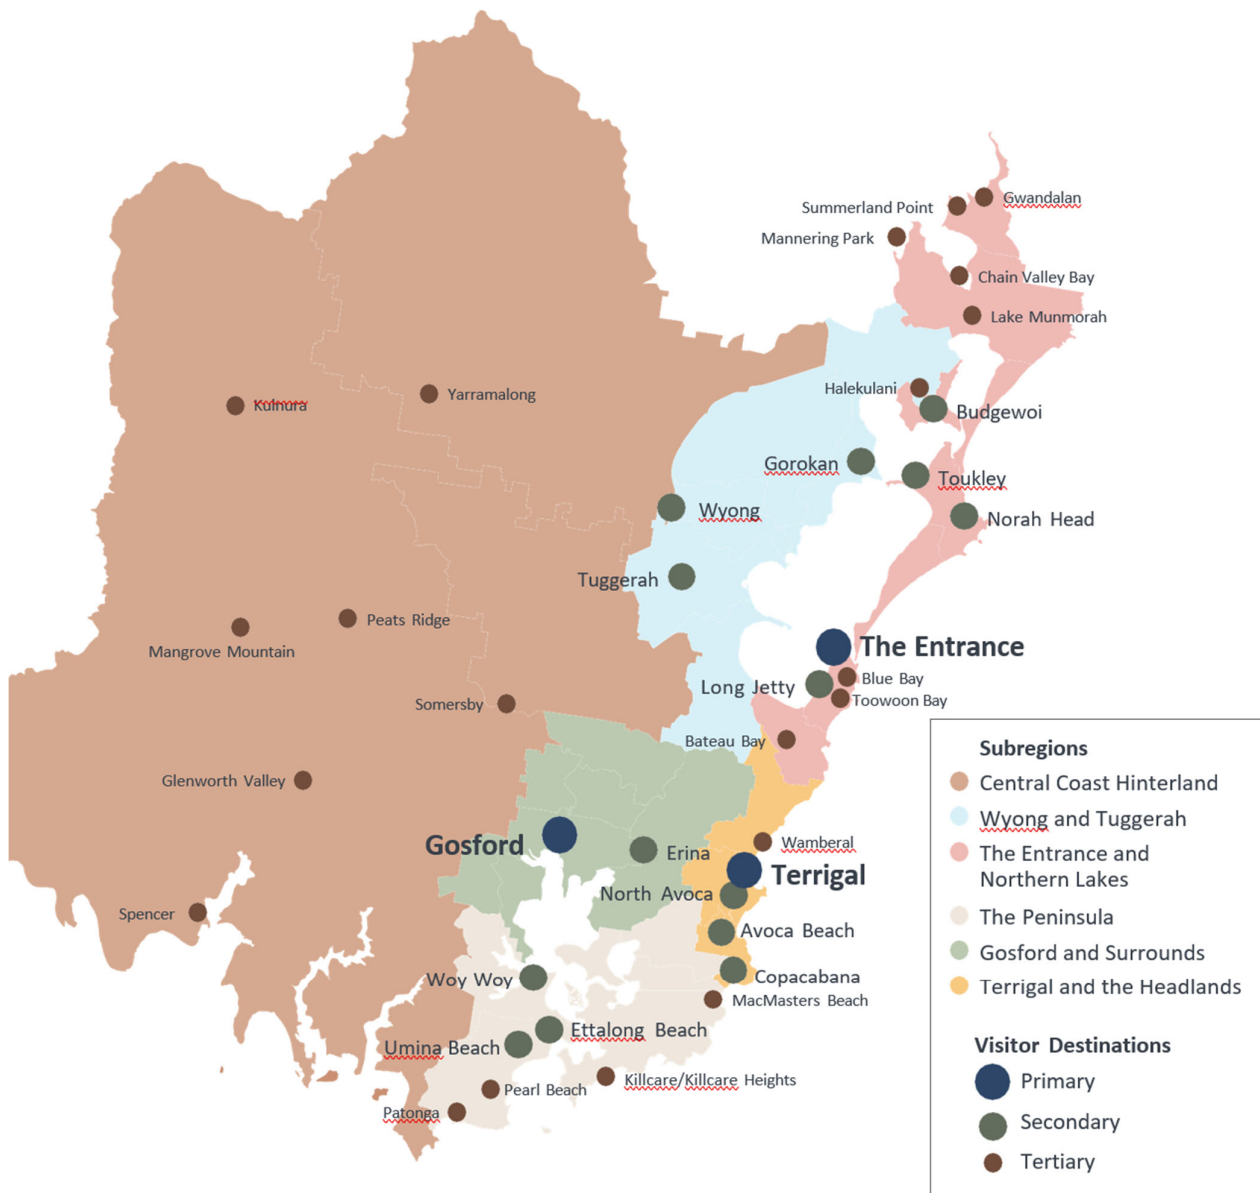 Gwandalan
Summerland Point
Mannering Park
Chain Valley Bay
Lake Munmorah
Halekulani
Yarramalong
Kulnura
Budgewoi
Gorokan
Toukley
Wyong
Norah Head
Tuggerah
Peats Ridge
Mangrove Mountain
The Entrance
Blue Bay
Long Jetty
Toowoon Bay
Somersby
Bateau Bay
Glenworth Valley
Gosford
Wamberal
Erina
Terrigal
North Avoca
Spencer
Avoca Beach
Copacabana
Woy Woy
MacMasters Beach
Ettalong Beach
Umina Beach
Killcare/Killcare Heights
Pearl Beach
Patonga
Subregions
Central Coast Hinterland
Wyong and Tuggerah
The Entrance and
Northern Lakes
The Peninsula
Gosford and Surrounds
Terrigal and the Headlands
Visitor Destinations
Primary
Secondary
Tertiary